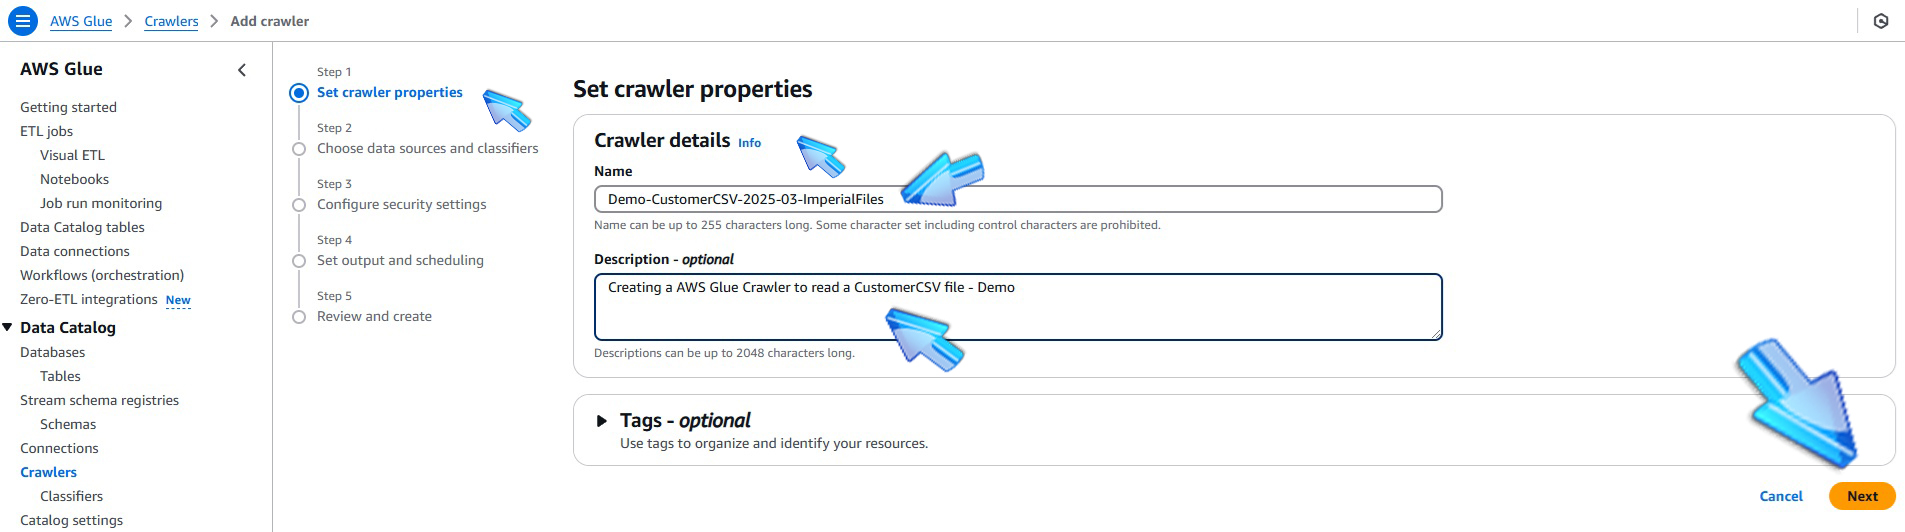 AWS Glue > Crawlers > Add crawler
AWS Glue
Getting started
ETL jobs
Visual ETL
Notebooks
Job run monitoring
Data Catalog tables
Data connections
Workflows (orchestration)
Zero-ETL integrations New
Data Catalog
Databases
Tables
Stream schema registries
Schemas
Connections
Crawlers
Classifiers
Catalog settings
Step 1
Set crawler properties
Step 2
Choose data sources and classifiers
Step 3
Configure security settings
Step 4
Set output and scheduling
Step 5
Review and create
Set crawler properties
Crawler details Info
Name
Demo-CustomerCSV-2025-03-ImperialFiles
Name can be up to 255 characters long. Some character set including control characters are prohibited.
Description - optional
Creating a AWS Glue Crawler to read a CustomerCSV file - Demo
Descriptions can be up to 2048 characters long.
Tags - optional
Use tags to organize and identify your resources.
Cancel
Next